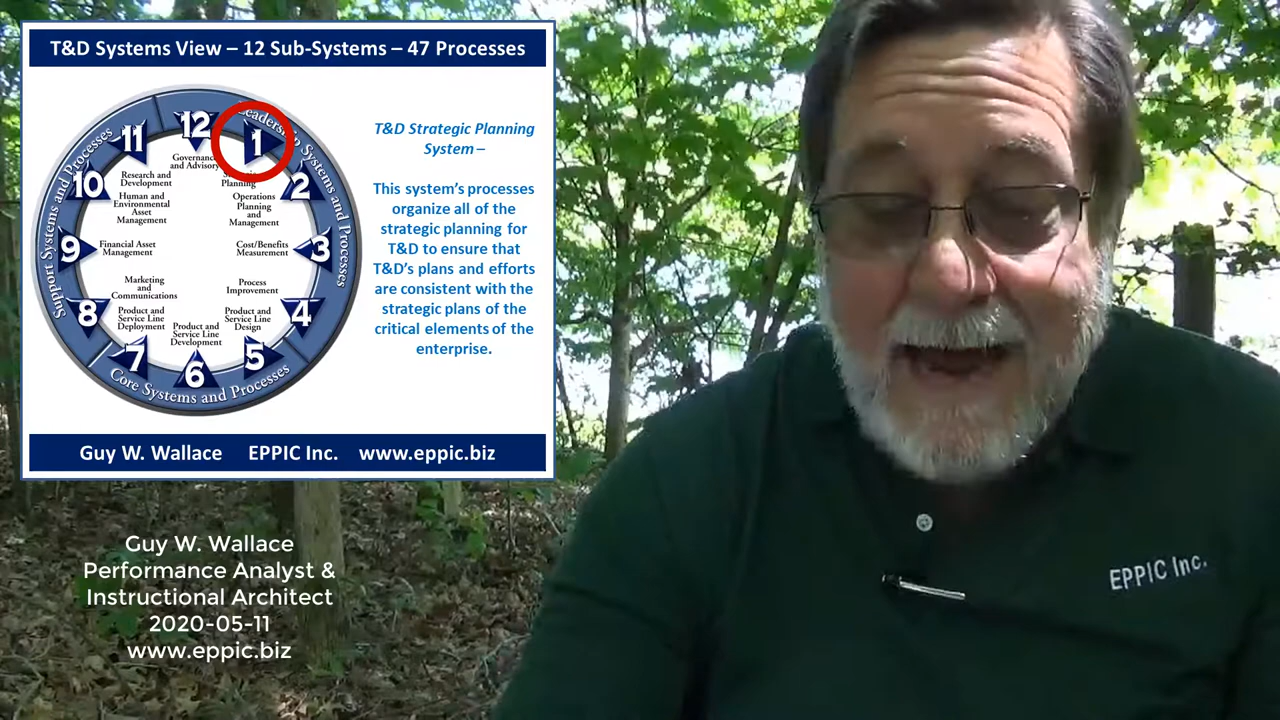 T&D Systems View – 12 Sub-Systems – 47 Processes
Leadership Systems and Processes
Support Systems and Processes
Core Systems and Processes
12
1
11
2
10
3
9
4
8
5
7
6
Governance
and Advisory
Planning
Operations
Planning
and
Management
Cost/Benefits
Measurement
Process
Improvement
Product and
Service Line
Design
Product and
Service Line
Development
Product and
Service Line
Deployment
Marketing
and
Communications
Financial Asset
Management
Human and
Environmental
Asset
Management
Research and
Development
T&D Strategic Planning
System –
This system's processes
organize all of the
strategic planning for
T&D to ensure that
T&D's plans and efforts
are consistent with the
strategic plans of the
critical elements of the
enterprise.
Guy W. Wallace EPPIC Inc. www.eppic.biz
Guy W. Wallace
Performance Analyst &
Instructional Architect
2020-05-11
www.eppic.biz
EPPIC Inc.